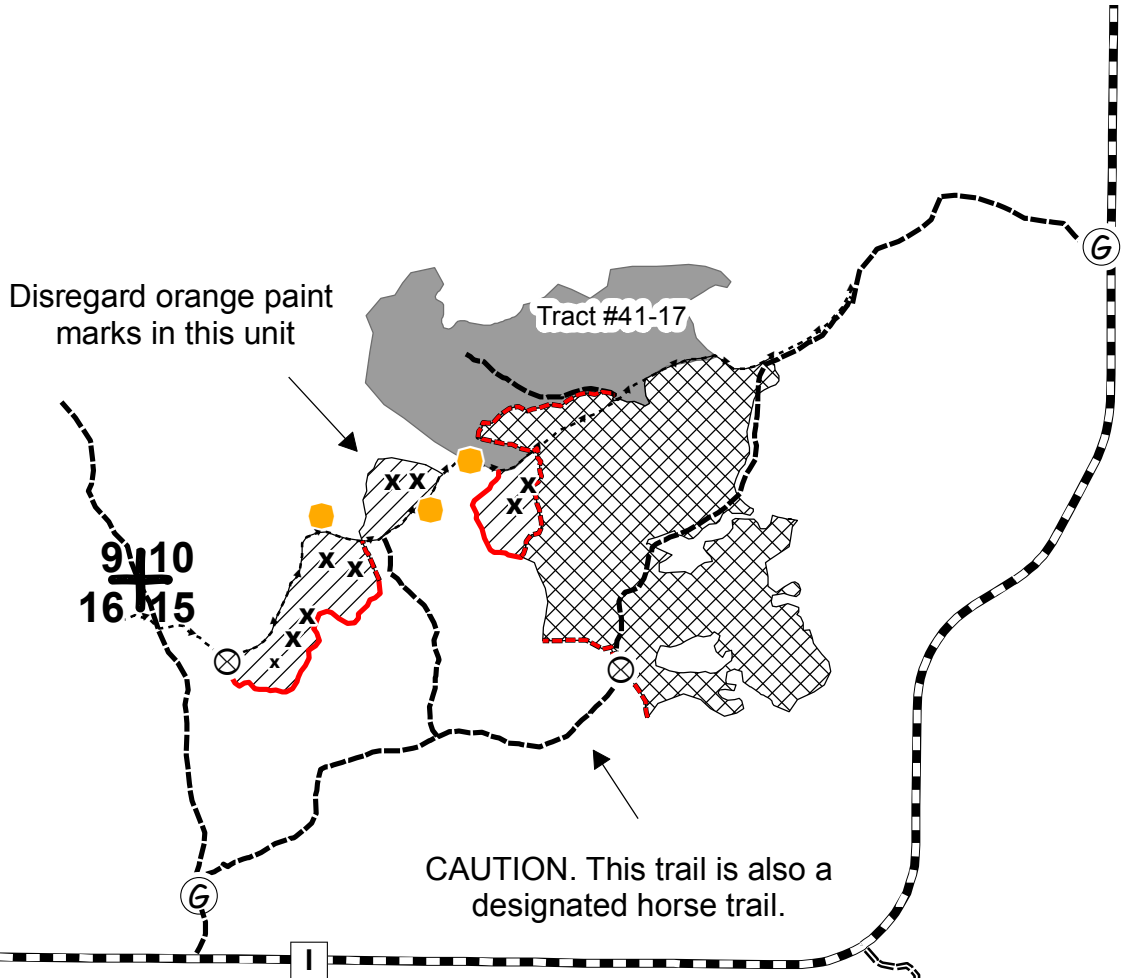 G
Disregard orange paint
marks in this unit
Tract #41-17
x x
x
x
x x
9 10
16 15
x
x
x
G
CAUTION. This trail is also a
designated horse trail.
I